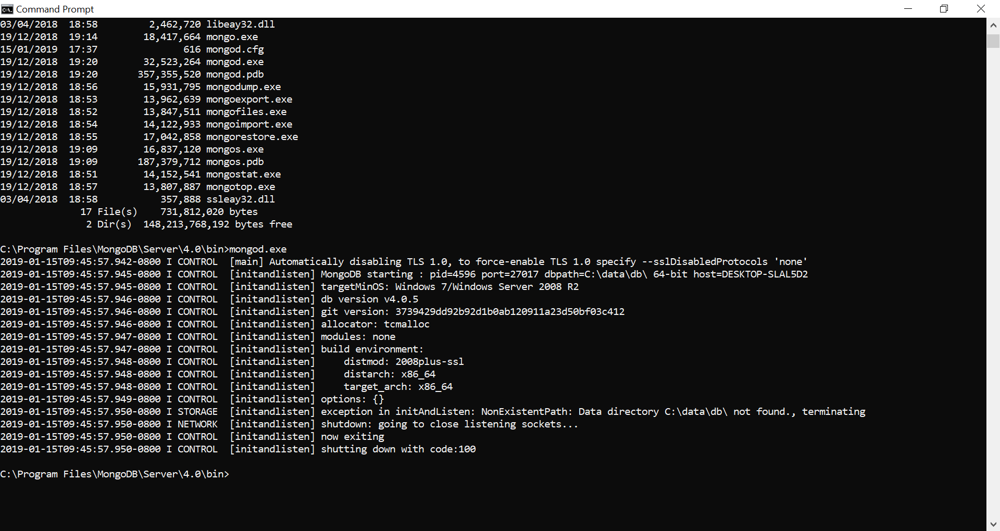 Command Prompt
03/04/2018  18:58         2,462,720 libeay32.dll
19/12/2018  19:14        18,417,664 mongo.exe
15/01/2019  17:37               616 mongod.cfg
19/12/2018  19:20        32,523,264 mongod.exe
19/12/2018  19:20       357,355,520 mongod.pdb
19/12/2018  18:56        15,931,795 mongodump.exe
19/12/2018  18:53        13,962,639 mongoexport.exe
19/12/2018  18:52        13,847,511 mongofiles.exe
19/12/2018  18:54        14,122,933 mongoimport.exe
19/12/2018  18:55        17,042,858 mongorestore.exe
19/12/2018  19:09        16,837,120 mongos.exe
19/12/2018  19:09       187,379,712 mongos.pdb
19/12/2018  18:51        14,152,541 mongostat.exe
19/12/2018  18:57        13,807,887 mongotop.exe
03/04/2018  18:58           357,888 ssleay32.dll
              17 File(s)    731,812,020 bytes
               2 Dir(s)  148,213,768,192 bytes free
C:\Program Files\MongoDB\Server\4.0\bin>mongod.exe
2019-01-15T09:45:57.942-0800 I CONTROL  [main] Automatically disabling TLS 1.0, to force-enable TLS 1.0 specify --sslDisabledProtocols 'none'
2019-01-15T09:45:57.945-0800 I CONTROL  [initandlisten] MongoDB starting : pid=4596 port=27017 dbpath=C:\data\db\ 64-bit host=DESKTOP-SLAL5D2
2019-01-15T09:45:57.945-0800 I CONTROL  [initandlisten] targetMinOS: Windows 7/Windows Server 2008 R2
2019-01-15T09:45:57.946-0800 I CONTROL  [initandlisten] db version v4.0.5
2019-01-15T09:45:57.946-0800 I CONTROL  [initandlisten] git version: 3739429dd92b92d1b0ab120911a23d50bf03c412
2019-01-15T09:45:57.946-0800 I CONTROL  [initandlisten] allocator: tcmalloc
2019-01-15T09:45:57.947-0800 I CONTROL  [initandlisten] modules: none
2019-01-15T09:45:57.947-0800 I CONTROL  [initandlisten] build environment:
2019-01-15T09:45:57.948-0800 I CONTROL  [initandlisten]     distmod: 2008plus-ssl
2019-01-15T09:45:57.948-0800 I CONTROL  [initandlisten]     distarch: x86_64
2019-01-15T09:45:57.948-0800 I CONTROL  [initandlisten]     target_arch: x86_64
2019-01-15T09:45:57.949-0800 I CONTROL  [initandlisten] options: {}
2019-01-15T09:45:57.950-0800 I STORAGE  [initandlisten] exception in initAndListen: NonExistentPath: Data directory C:\data\db\ not found., terminating
2019-01-15T09:45:57.950-0800 I NETWORK  [initandlisten] shutdown: going to close listening sockets...
2019-01-15T09:45:57.950-0800 I CONTROL  [initandlisten] now exiting
2019-01-15T09:45:57.950-0800 I CONTROL  [initandlisten] shutting down with code:100
C:\Program Files\MongoDB\Server\4.0\bin>